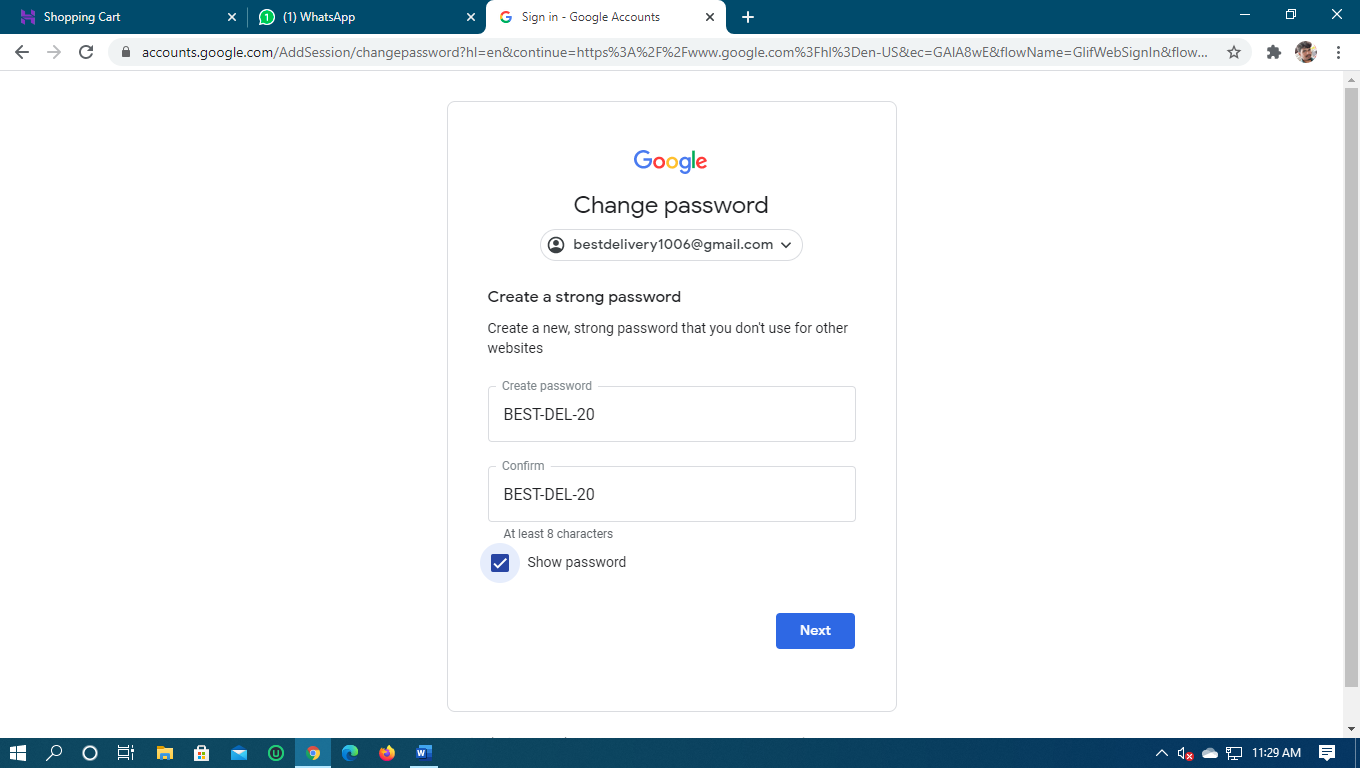 Shopping Cart
(1) WhatsApp
Sign in - Google Accounts
accounts.google.com/AddSession/changepassword?hl=en&continue=https%3A%2F%2Fwww.google.com%3Fhl%3Den-US&ec=GAlA8wE&flowName=GlifWebSignIn&flow...
Google
Change password
bestdelivery1006@gmail.com
Create a strong password
Create a new, strong password that you don't use for other
websites
Create password
BEST-DEL-20
Confirm
BEST-DEL-20
At least 8 characters
Show password
Next
11:29 AM